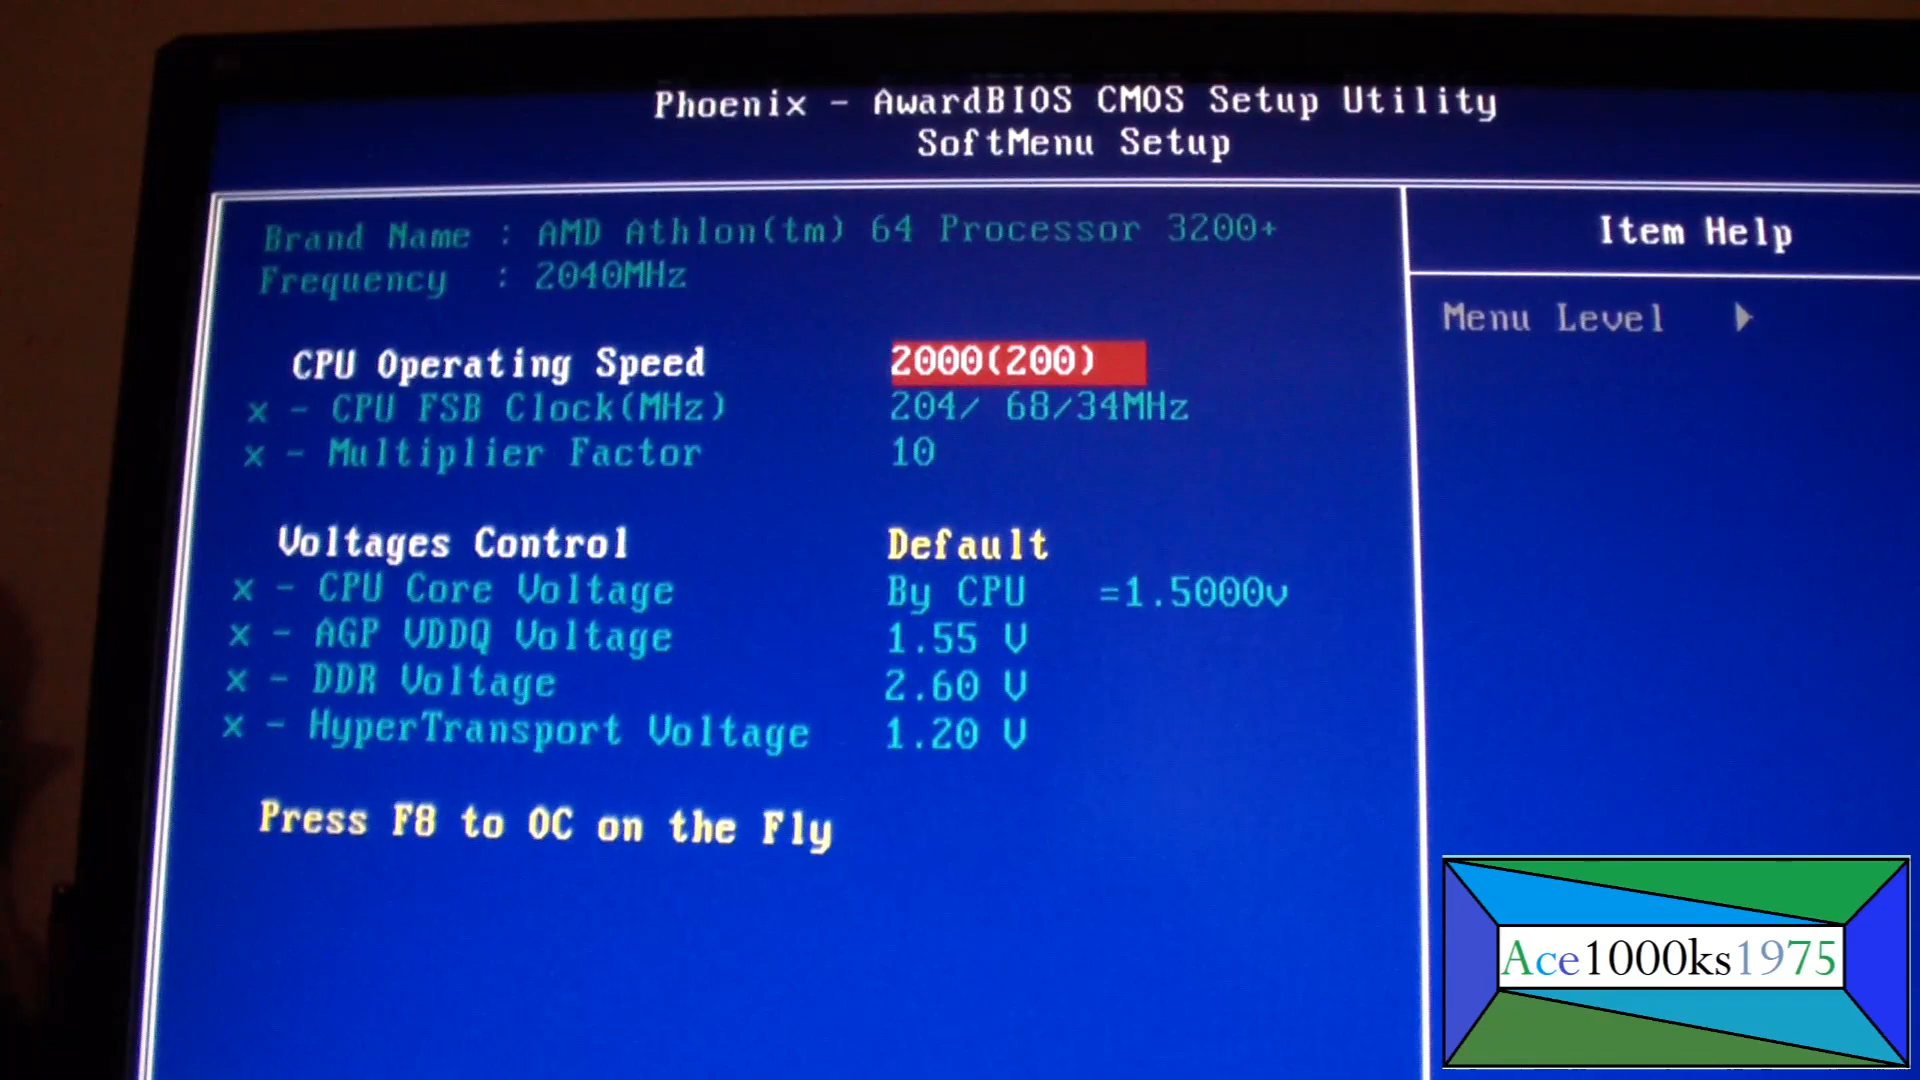 Phoenix - AwardBIOS CMOS Setup Utility
SoftMenu Setup
Brand Name : AMD Athlon(tm) 64 Processor 3200+
Frequency : 2040MHz
CPU Operating Speed 2000(200)
x - CPU FSB Clock(MHz) 204/ 68/34MHz
x - Multiplier Factor 10
Voltages Control Default
x - CPU Core Voltage By CPU =1.5000v
x - AGP VDDQ Voltage 1.55 V
x - DDR Voltage 2.60 V
x - HyperTransport Voltage 1.20 V
Press F8 to OC on the Fly
Item Help
Menu Level
Ace1000ks1975